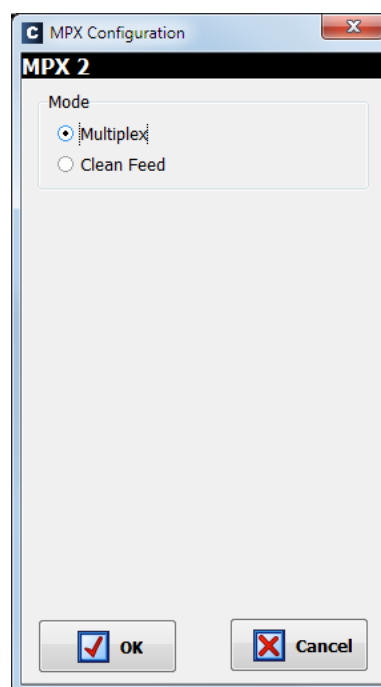 C MPX Configuration
MPX 2
Mode
Multiplex
Clean Feed
OK
Cancel